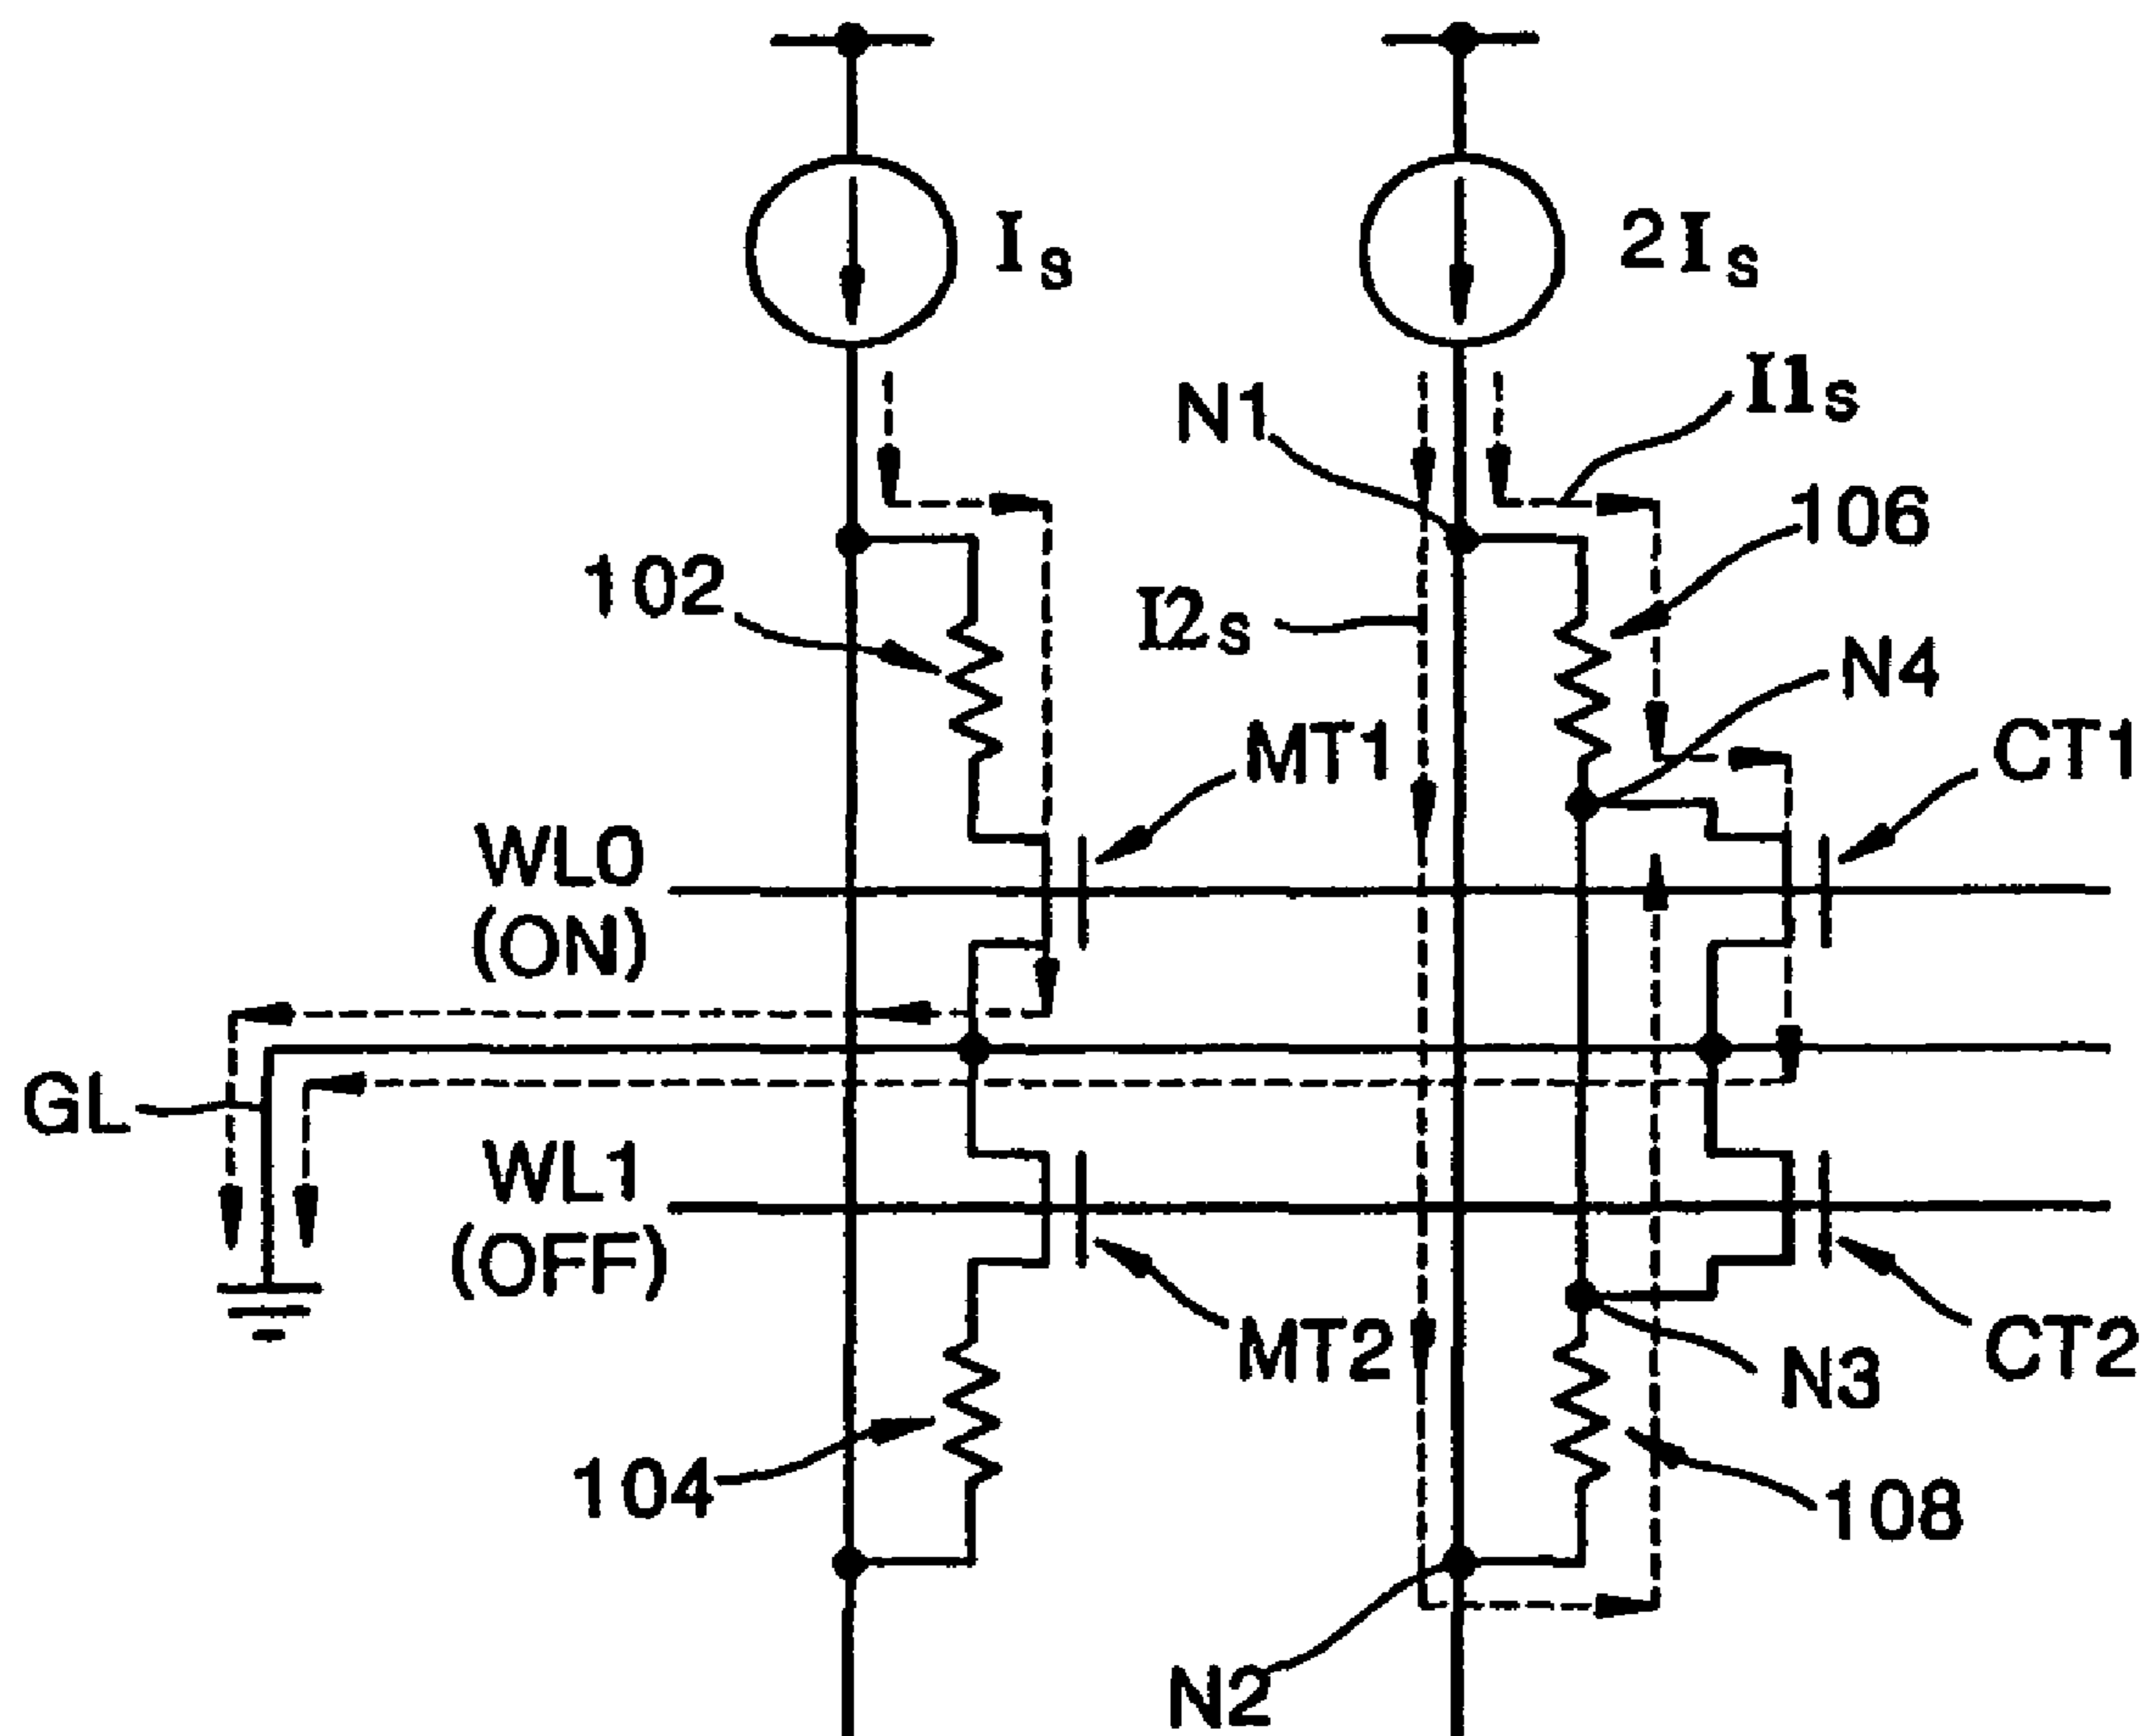 Is
2Is
I1s
N1
106
102
I2s
N4
MT1
CT1
WL0
(ON)
GL
WL1
(OFF)
MT2
N3
CT2
104
108
N2